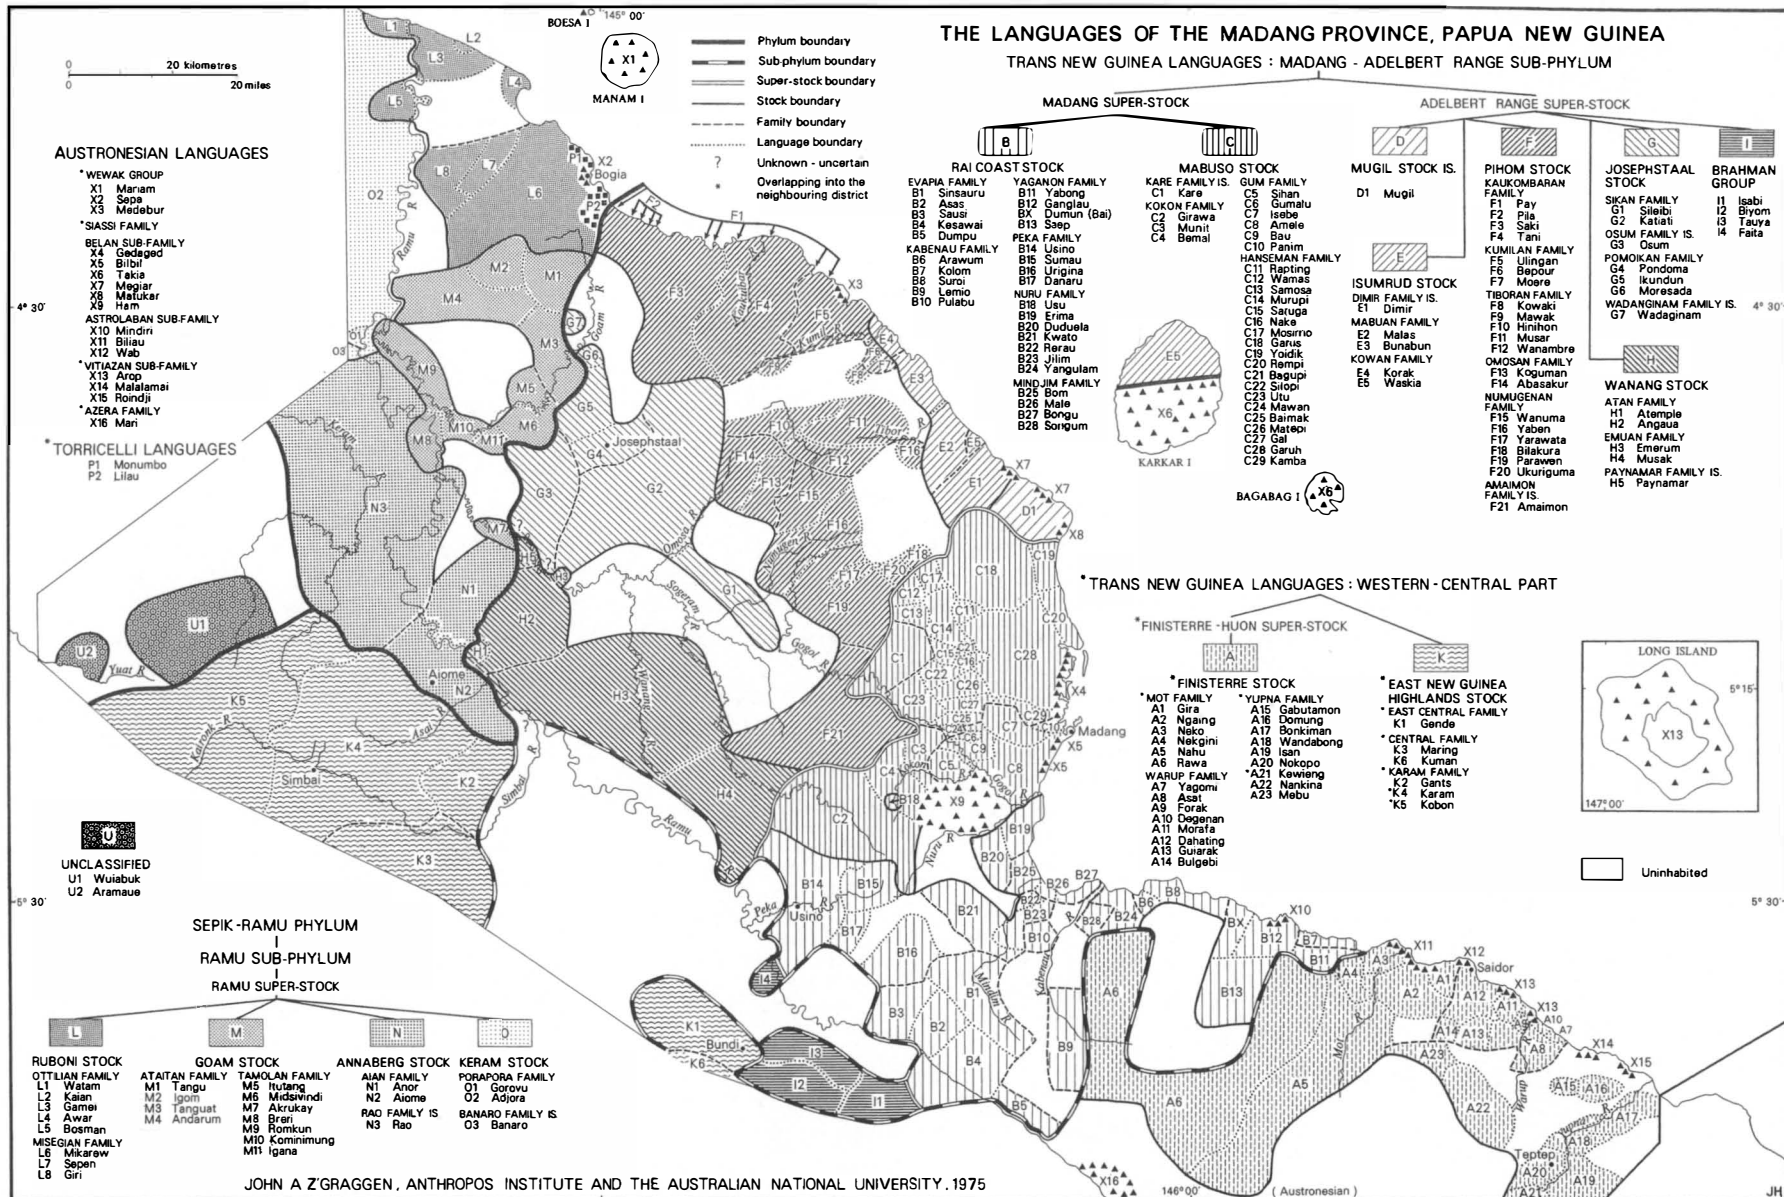 THE LANGUAGES OF THE MADANG PROVINCE, PAPUA NEW GUINEA
TRANS NEW GUINEA LANGUAGES : MADANG - ADELBERT RANGE SUB-PHYLUM
MADANG SUPER-STOCK
ADELBERT RANGE SUPER-STOCK
B
RAI COAST STOCK
EVAPIA FAMILY
B1 Sinsauru
B2 Asas
B3 Sausi
B4 Kesawai
B5 Dumpu
KABENAU FAMILY
B6 Arawum
B7 Kolom
B8 Suroi
B9 Lemio
B10 Pulabu
YAGANON FAMILY
B11 Yabong
B12 Ganglau
BX Dumun (Bai)
B13 Saep
PEKA FAMILY
B14 Usino
B15 Sumau
B16 Urigina
B17 Danaru
NURU FAMILY
B18 Usu
B19 Erima
B20 Duduela
B21 Kwato
B22 Rerau
B23 Jilim
B24 Yangulam
MINDJIM FAMILY
B25 Bom
B26 Male
B27 Bongu
B28 Songum
C
MABUSO STOCK
KARE FAMILY IS.
C1 Kare
KOKON FAMILY
C2 Girawa
C3 Munit
C4 Bemal
GUM FAMILY
C5 Sihan
C6 Gumalu
C7 Isebe
C8 Amele
C9 Bau
C10 Panim
HANSEMAN FAMILY
C11 Rapting
C12 Wamas
C13 Samosa
C14 Murupi
C15 Saruga
C16 Nake
C17 Mosimo
C18 Garus
C19 Yoidik
C20 Rempi
C21 Bagupi
C22 Silopi
C23 Utu
C24 Mawan
C25 Baimak
C26 Matepi
C27 Gal
C28 Garuh
C29 Kamba
D
MUGIL STOCK IS.
D1 Mugil
E
ISUMRUD STOCK
DIMIR FAMILY IS.
E1 Dimir
MABUAN FAMILY
E2 Malas
E3 Bunabun
KOWAN FAMILY
E4 Korak
E5 Waskia
F
PIHOM STOCK
KAUKOMBARAN
FAMILY
F1 Pay
F2 Pila
F3 Saki
F4 Tani
KUMILAN FAMILY
F5 Ulingan
F6 Bepour
F7 Moere
TIBORAN FAMILY
F8 Kowaki
F9 Mawak
F10 Hinihon
F11 Musar
F12 Wanambre
OMOSAN FAMILY
F13 Koguman
F14 Abasakur
NUMUGENAN
FAMILY
F15 Wanuma
F16 Yaben
F17 Yarawata
F18 Bilakura
F19 Parawen
F20 Ukuriguma
AMAIMON
FAMILY IS.
F21 Amaimon
G
JOSEPHSTAAL
STOCK
SIKAN FAMILY
G1 Sileibi
G2 Katiati
OSUM FAMILY IS.
G3 Osum
POMOIKAN FAMILY
G4 Pondoma
G5 Ikundun
G6 Moresada
WADANGINAM FAMILY IS.
G7 Wadaginam
H
WANANG STOCK
ATAN FAMILY
H1 Atemple
H2 Angaua
EMUAN FAMILY
H3 Emerum
H4 Musak
PAYNAMAR FAMILY IS.
H5 Paynamar
I
BRAHMAN
GROUP
I1 Isabi
I2 Biyom
I3 Tauya
I4 Faita
Phylum boundary
Sub-phylum boundary
Super-stock boundary
Stock boundary
Family boundary
Language boundary
? Unknown - uncertain
* Overlapping into the
neighbouring district
0 20 kilometres
0 20 miles
AUSTRONESIAN LANGUAGES
*WEWAK GROUP
X1 Mariam
X2 Sepa
X3 Medebur
*SIASSI FAMILY
BELAN SUB-FAMILY
X4 Gedaged
X5 Bilbil
X6 Takia
X7 Megiar
X8 Matukar
X9 Ham
ASTROLABAN SUB-FAMILY
X10 Mindiri
X11 Biliau
X12 Wab
*VITIAZAN SUB-FAMILY
X13 Arop
X14 Malalamai
X15 Roindji
*AZERA FAMILY
X16 Mari
*TORRICELLI LANGUAGES
P1 Monumbo
P2 Lilau
*TRANS NEW GUINEA LANGUAGES : WESTERN - CENTRAL PART
*FINISTERRE - HUON SUPER-STOCK
A
*FINISTERRE STOCK
*MOT FAMILY
A1 Gira
A2 Ngaing
A3 Neko
A4 Nekgini
A5 Nahu
A6 Rawa
WARUP FAMILY
A7 Yagomi
A8 Asat
A9 Forak
A10 Degenan
A11 Morafa
A12 Dahating
A13 Guiarak
A14 Bulgebi
*YUPNA FAMILY
A15 Gabutamon
A16 Domung
A17 Bonkiman
A18 Wandabong
A19 Isan
A20 Nokopo
*A21 Kewieng
A22 Nankina
A23 Mebu
K
*EAST NEW GUINEA
HIGHLANDS STOCK
*EAST CENTRAL FAMILY
K1 Gende
*CENTRAL FAMILY
K3 Maring
K6 Kuman
*KARAM FAMILY
K2 Gants
*K4 Karam
*K5 Kobon
LONG ISLAND
X13
147° 00'
5° 15'
Uninhabited
U
UNCLASSIFIED
U1 Wuiabuk
U2 Aramaue
SEPIK-RAMU PHYLUM
RAMU SUB-PHYLUM
RAMU SUPER-STOCK
L
RUBONI STOCK
OTTILIAN FAMILY
L1 Watam
L2 Kaian
L3 Gamei
L4 Awar
L5 Bosman
MISEGIAN FAMILY
L6 Mikarew
L7 Sepen
L8 Giri
M
GOAM STOCK
ATAITAN FAMILY
M1 Tangu
M2 Igom
M3 Tanguat
M4 Andarum
TAMOLAN FAMILY
M5 Itutang
M6 Midsivindi
M7 Akrukay
M8 Breri
M9 Romkun
M10 Kominimung
M11 Igana
N
ANNABERG STOCK
AIAN FAMILY
N1 Anor
N2 Aiome
RAO FAMILY IS
N3 Rao
O
KERAM STOCK
PORAPORA FAMILY
O1 Gorovu
O2 Adjora
BANARO FAMILY IS
O3 Banaro
BOESA I
145° 00'
X1
MANAM I
Bogia
KARKAR I
BAGABAG I
X6
Josephstaal
Madang
Aiome
Simbai
Usino
Bundi
Saidor
Teptep
Ramu R
Goam R
Keram R
Yuat R
Kaironk R
Asai R
Simbai R
Sogeram R
Gogol R
Wanang R
Nuru R
Peka R
Mindjim R
Kabenau R
Mot R
Warup R
4° 30'
4° 30'
5° 30'
5° 30'
146° 00'
( Austronesian )
JOHN A Z'GRAGGEN, ANTHROPOS INSTITUTE AND THE AUSTRALIAN NATIONAL UNIVERSITY, 1975
JH